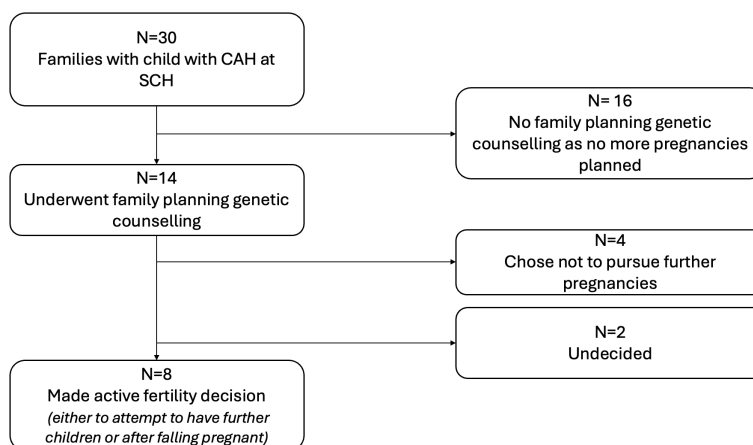 N=30
Families with child with CAH at
SCH
N= 16
No family planning genetic
counselling as no more pregnancies
planned
N=14
Underwent family planning genetic
counselling
N=4
Chose not to pursue further
pregnancies
N=2
Undecided
N=8
Made active fertility decision
(either to attempt to have further
children or after falling pregnant)